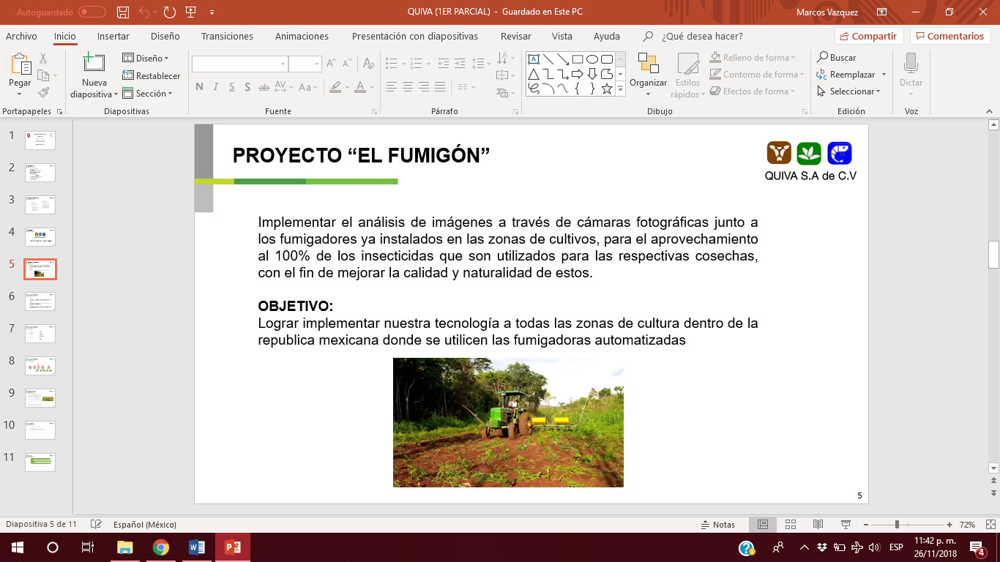 Autoguardado
QUIVA (1ER PARCIAL) - Guardado en Este PC
Marcos Vazquez
Archivo Inicio Insertar Diseño Transiciones Animaciones Presentación con diapositivas Revisar Vista Ayuda ¿Qué desea hacer? Compartir Comentarios
Pegar
Nueva diapositiva
Diseño
Restablecer
Sección
N K S S ab AV Aa A
Organizar
Estilos rápidos
Relleno de forma
Contorno de forma
Efectos de forma
Buscar
Reemplazar
Seleccionar
Dictar
Portapapeles Diapositivas Fuente Párrafo Dibujo Edición Voz
1
2
3
4
5
6
7
8
9
10
11
PROYECTO “EL FUMIGÓN”
QUIVA S.A de C.V
Implementar el análisis de imágenes a través de cámaras fotográficas junto a
los fumigadores ya instalados en las zonas de cultivos, para el aprovechamiento
al 100% de los insecticidas que son utilizados para las respectivas cosechas,
con el fin de mejorar la calidad y naturalidad de estos.
OBJETIVO:
Lograr implementar nuestra tecnología a todas las zonas de cultura dentro de la
republica mexicana donde se utilicen las fumigadoras automatizadas
5
Diapositiva 5 de 11 Español (México) Notas 72%
ESP
11:42 p. m.
26/11/2018
4